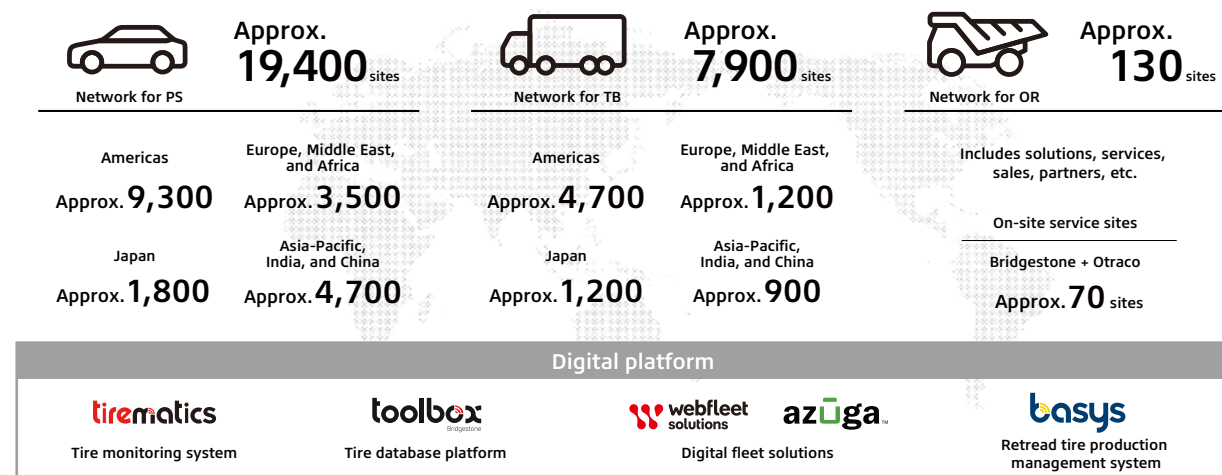 Approx.
19,400 sites
Network for PS
Americas
Approx. 9,300
Europe, Middle East,
and Africa
Approx. 3,500
Japan
Approx. 1,800
Asia-Pacific,
India, and China
Approx. 4,700
Approx.
7,900 sites
Network for TB
Americas
Approx. 4,700
Europe, Middle East,
and Africa
Approx. 1,200
Japan
Approx. 1,200
Asia-Pacific,
India, and China
Approx. 900
Approx.
130 sites
Network for OR
Includes solutions, services,
sales, partners, etc.
On-site service sites
Bridgestone + Otraco
Approx. 70 sites
Digital platform
tirematics
Tire monitoring system
toolbox
Bridgestone
Tire database platform
webfleet
solutions
azūga™
Digital fleet solutions
basys
Retread tire production
management system